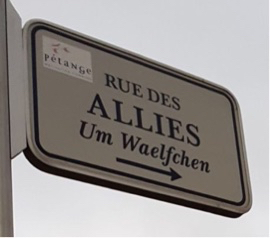 Pétange
RUE DES
ALLIES
Um Waelfchen